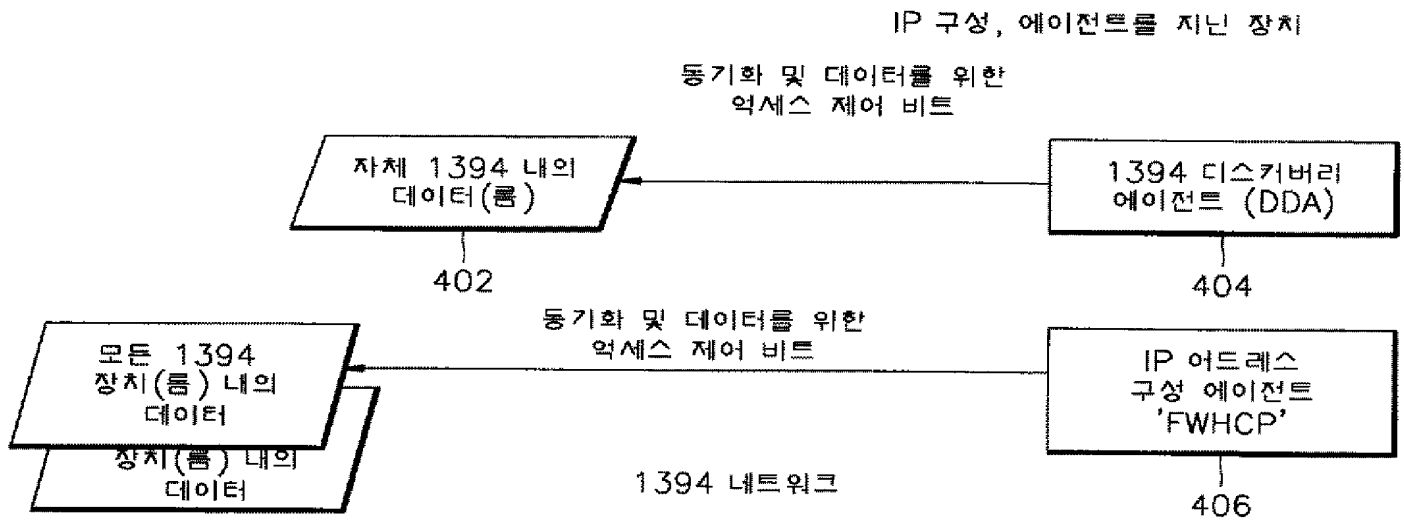 IP 구성, 에이전트를 지닌 장치
동기화 및 데이터를 위한
억세스 제어 비트
자체 1394 내의
데이터(롬)
1394 디스커버리
에이전트 (DDA)
402
404
동기화 및 데이터를 위한
억세스 제어 비트
모든 1394
장치(롬) 내의
데이터
IP 어드레스
구성 에이전트
'FWHCP'
장치(롬) 내의
데이터
1394 네트워크
406